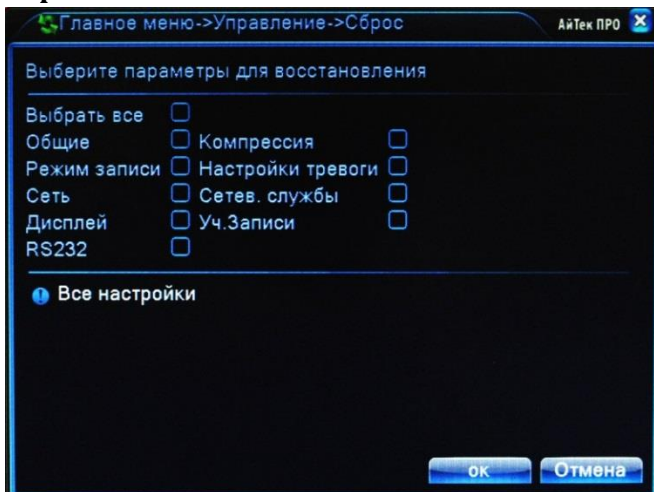 Главное меню->Управление->Сброс АйТек ПРО
Выберите параметры для восстановления
Выбрать все
Общие Компрессия
Режим записи Настройки тревоги
Сеть Сетев. службы
Дисплей Уч.Записи
RS232
Все настройки
ок Отмена